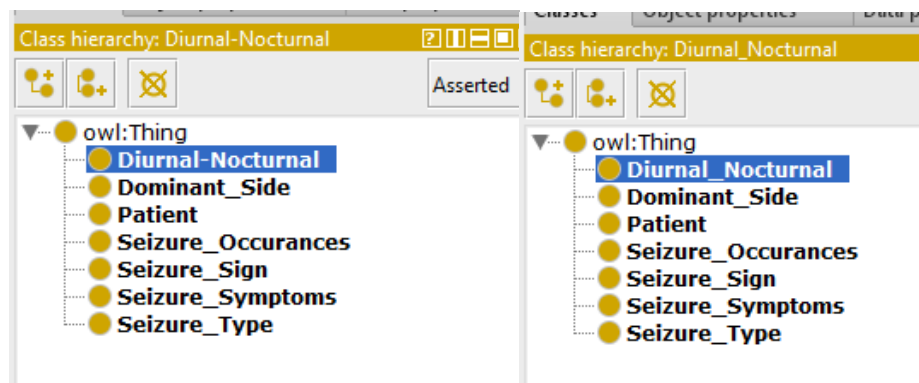 Class hierarchy: Diurnal-Nocturnal
Asserted
owl:Thing
Diurnal-Nocturnal
Dominant_Side
Patient
Seizure_Occurances
Seizure_Sign
Seizure_Symptoms
Seizure_Type
Classes Object properties Data p
Class hierarchy: Diurnal_Nocturnal
owl:Thing
Diurnal_Nocturnal
Dominant_Side
Patient
Seizure_Occurances
Seizure_Sign
Seizure_Symptoms
Seizure_Type